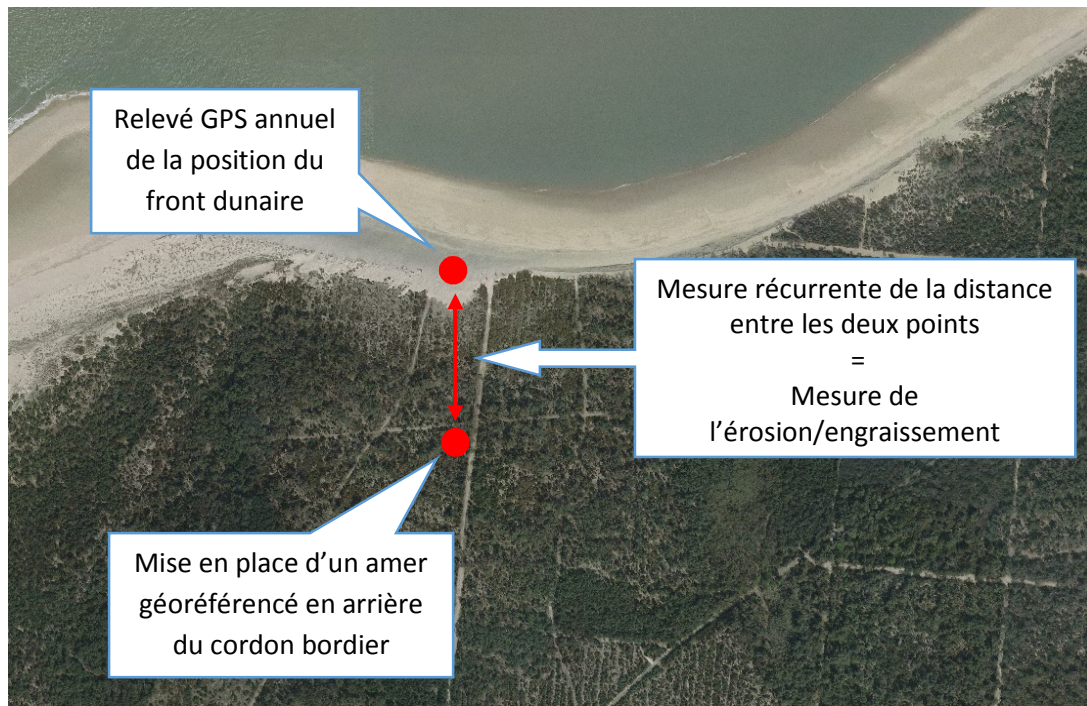 Relevé GPS annuel
de la position du
front dunaire
Mesure récurrente de la distance
entre les deux points
=
Mesure de
l’érosion/engraissement
Mise en place d’un amer
géoréférencé en arrière
du cordon bordier